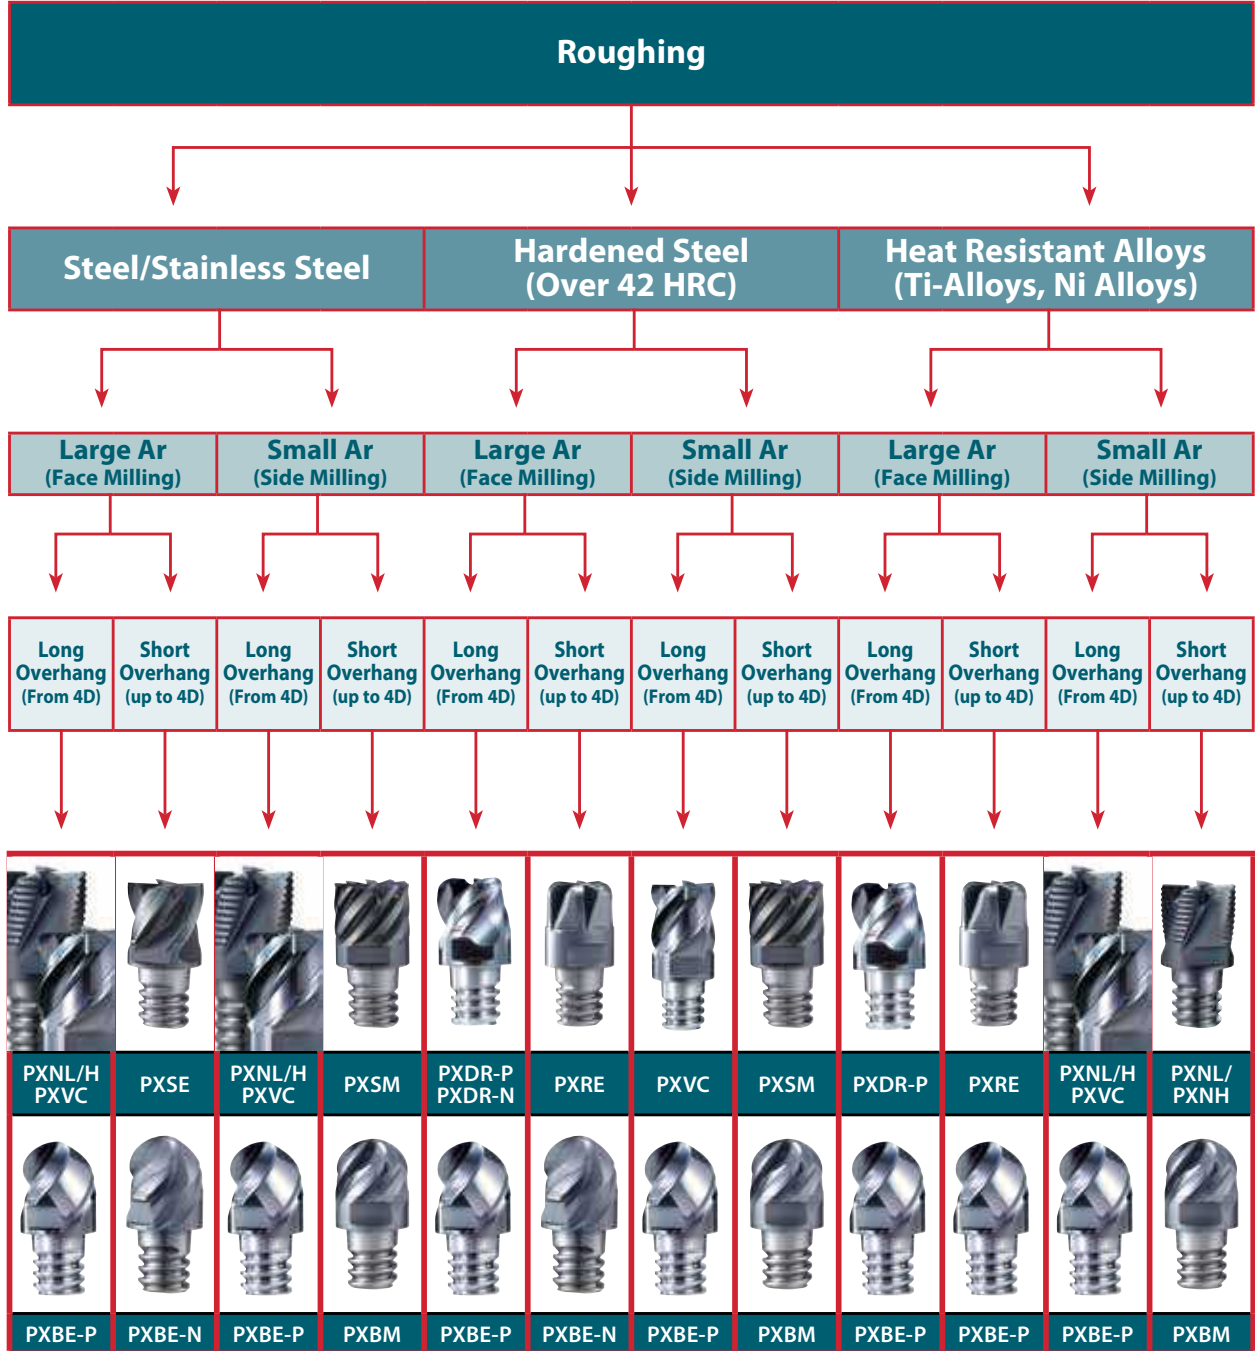 Roughing
Steel/Stainless Steel
Hardened Steel
(Over 42 HRC)
Heat Resistant Alloys
(Ti-Alloys, Ni Alloys)
Large Ar
(Face Milling)
Small Ar
(Side Milling)
Large Ar
(Face Milling)
Small Ar
(Side Milling)
Large Ar
(Face Milling)
Small Ar
(Side Milling)
Long
Overhang
(From 4D)
Short
Overhang
(up to 4D)
Long
Overhang
(From 4D)
Short
Overhang
(up to 4D)
Long
Overhang
(From 4D)
Short
Overhang
(up to 4D)
Long
Overhang
(From 4D)
Short
Overhang
(up to 4D)
Long
Overhang
(From 4D)
Short
Overhang
(up to 4D)
Long
Overhang
(From 4D)
Short
Overhang
(up to 4D)
PXNL/H
PXVC
PXSE
PXNL/H
PXVC
PXSM
PXDR-P
PXDR-N
PXRE
PXVC
PXSM
PXDR-P
PXRE
PXNL/H
PXVC
PXNL/
PXNH
PXBE-P
PXBE-N
PXBE-P
PXBM
PXBE-P
PXBE-N
PXBE-P
PXBM
PXBE-P
PXBE-P
PXBE-P
PXBM